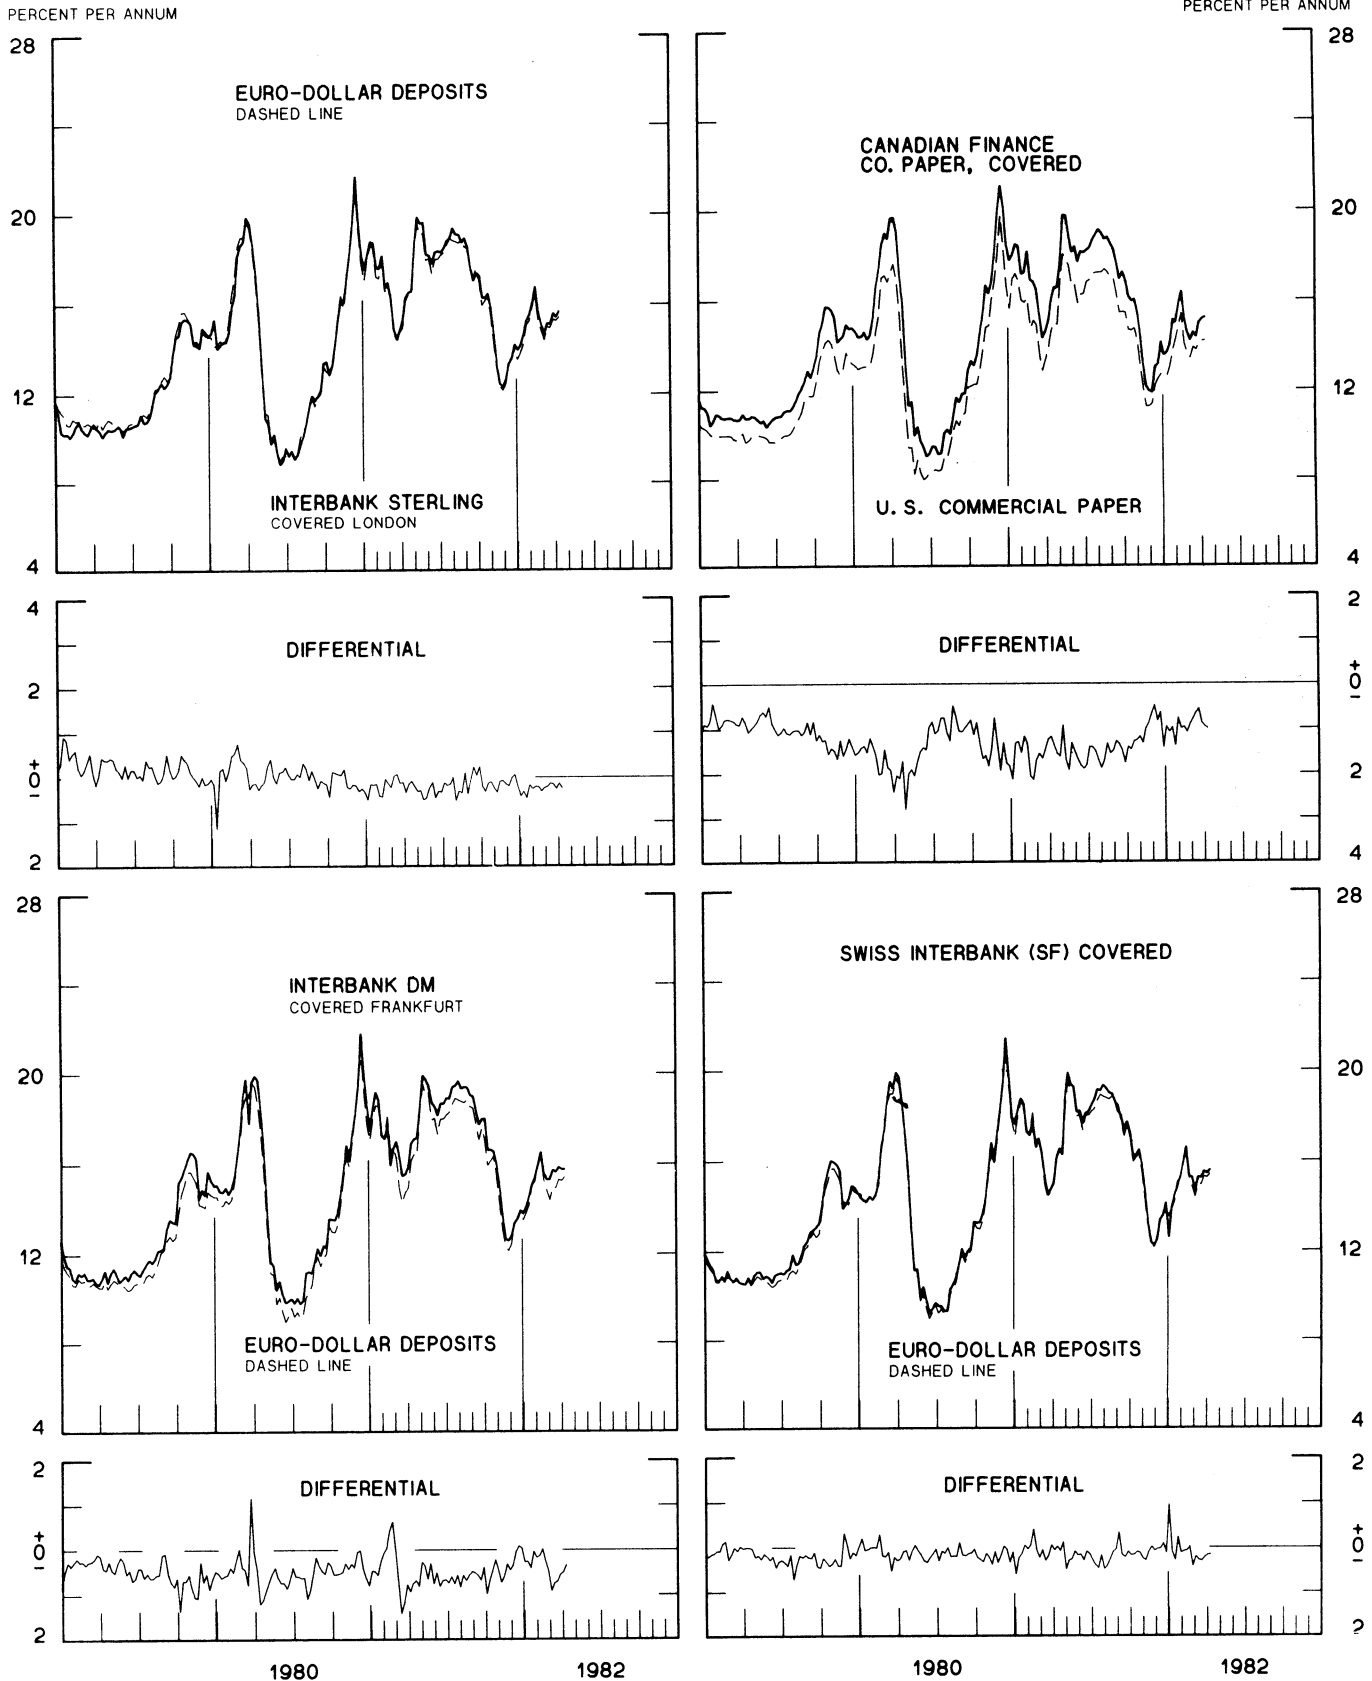 PERCENT PER ANNUM
PERCENT PER ANNUM
28
20
12
4
EURO-DOLLAR DEPOSITS
DASHED LINE
INTERBANK STERLING
COVERED LONDON
CANADIAN FINANCE
CO. PAPER, COVERED
U. S. COMMERCIAL PAPER
28
20
12
4
4
2
+
0
−
2
DIFFERENTIAL
DIFFERENTIAL
2
+
0
−
2
4
28
20
12
4
INTERBANK DM
COVERED FRANKFURT
EURO-DOLLAR DEPOSITS
DASHED LINE
SWISS INTERBANK (SF) COVERED
EURO-DOLLAR DEPOSITS
DASHED LINE
28
20
12
4
2
+
0
−
2
DIFFERENTIAL
DIFFERENTIAL
2
+
0
−
2
1980
1982
1980
1982